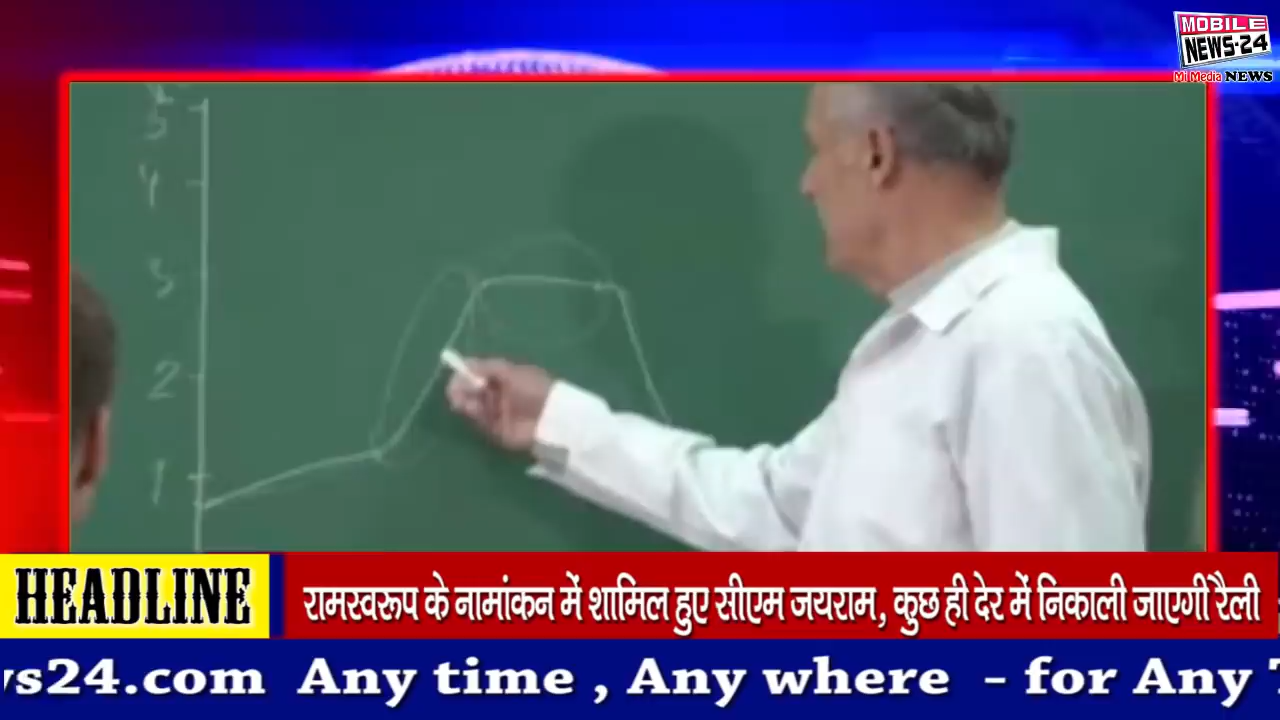 MOBILE
NEWS-24
Mi Media NEWS
5
4
3
2
1
HEADLINE
रामस्वरूप के नामांकन में शामिल हुए सीएम जयराम, कुछ ही देर में निकाली जाएगी रैली
ws24.com Any time , Any where - for Any